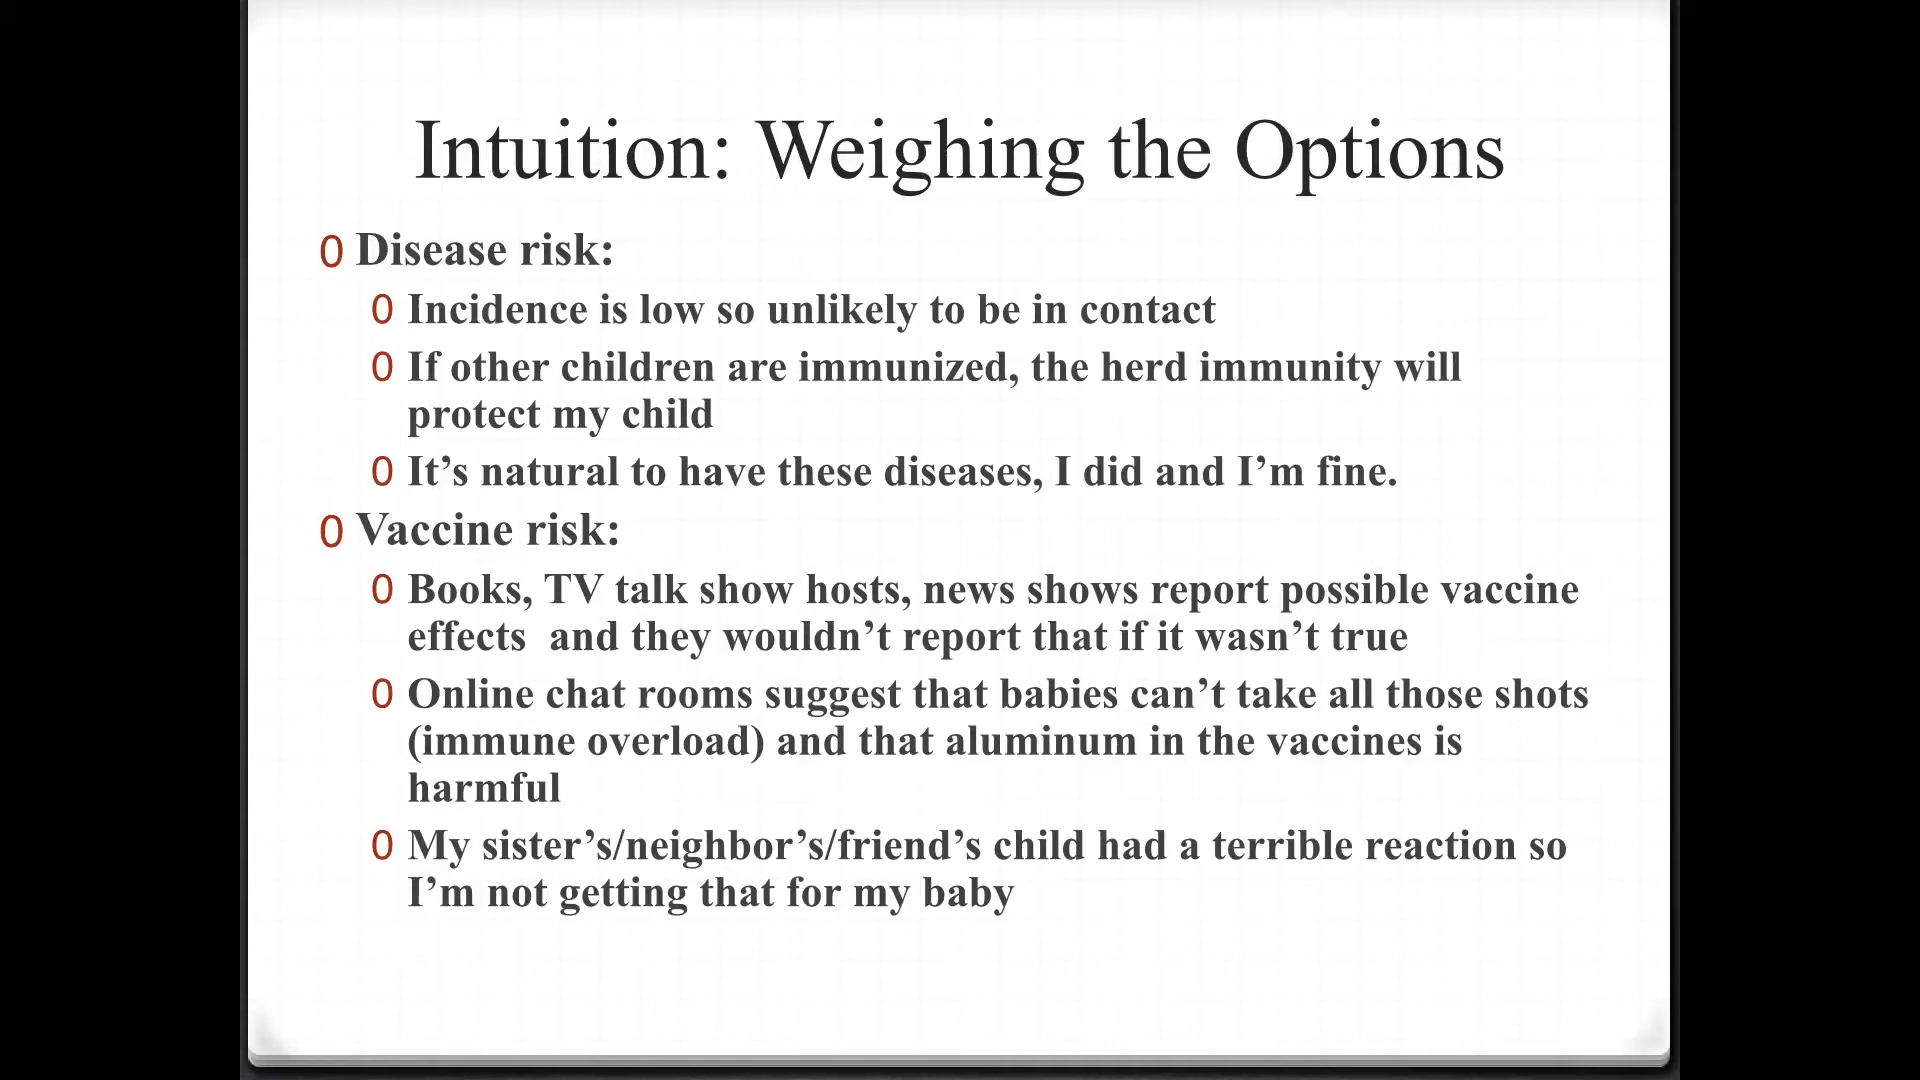 Intuition: Weighing the Options
0 Disease risk:
0 Incidence is low so unlikely to be in contact
0 If other children are immunized, the herd immunity will
protect my child
0 It’s natural to have these diseases, I did and I’m fine.
0 Vaccine risk:
0 Books, TV talk show hosts, news shows report possible vaccine
effects  and they wouldn’t report that if it wasn’t true
0 Online chat rooms suggest that babies can’t take all those shots
(immune overload) and that aluminum in the vaccines is
harmful
0 My sister’s/neighbor’s/friend’s child had a terrible reaction so
I’m not getting that for my baby